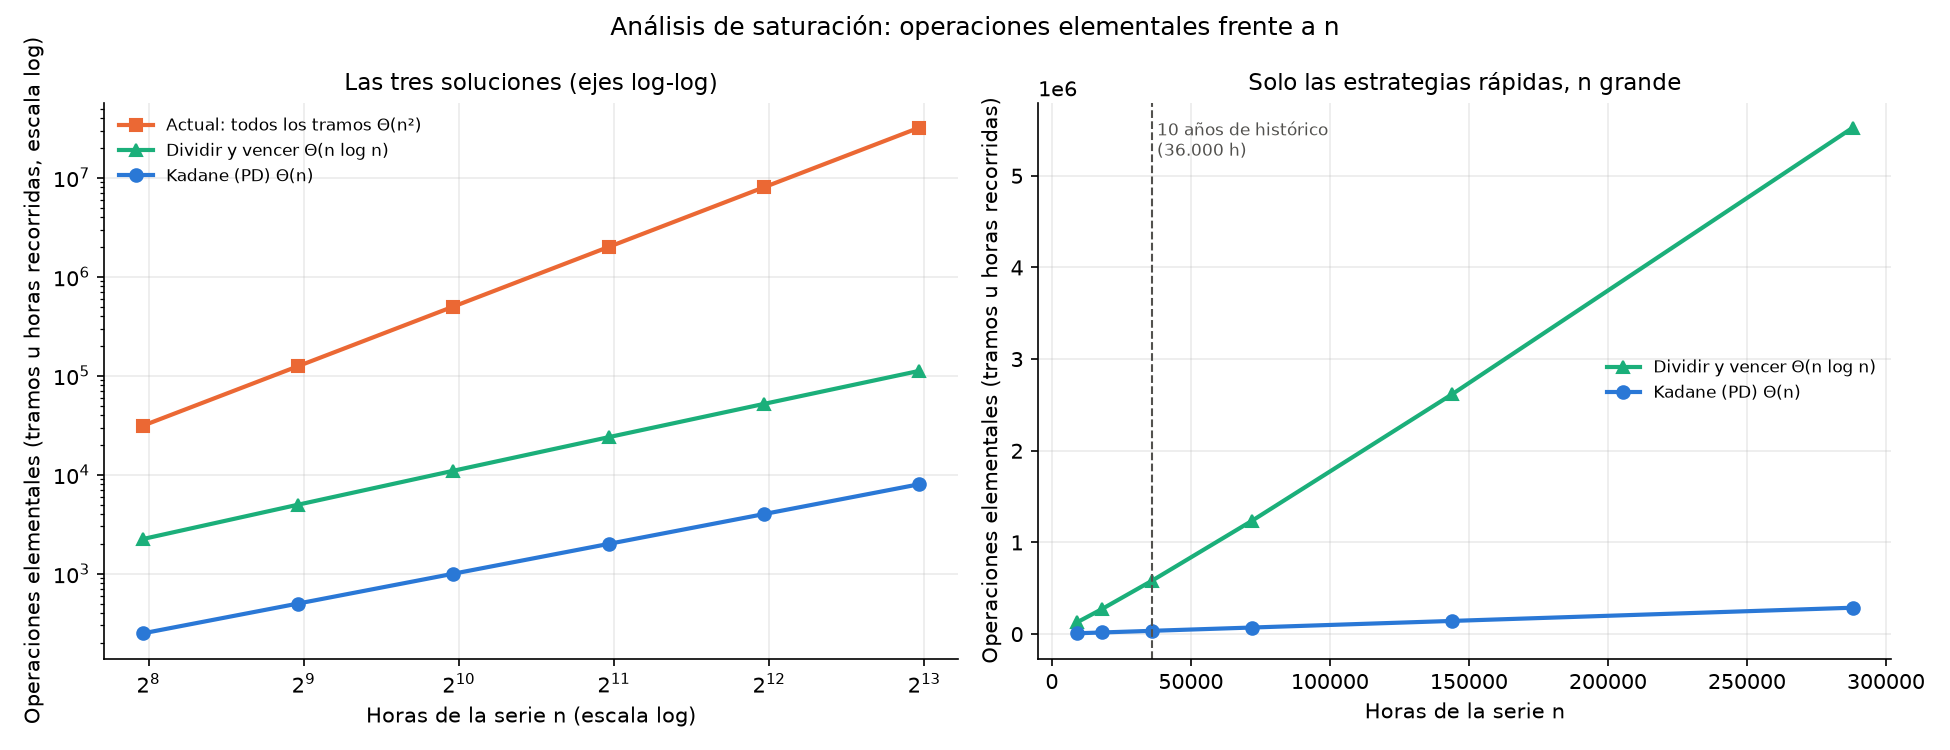 Análisis de saturación: operaciones elementales frente a n
Las tres soluciones (ejes log-log)
Operaciones elementales (tramos u horas recorridas, escala log)
Actual: todos los tramos Θ(n²)
Dividir y vencer Θ(n log n)
Kadane (PD) Θ(n)
10⁷
10⁶
10⁵
10⁴
10³
2⁸ 2⁹ 2¹⁰ 2¹¹ 2¹² 2¹³
Horas de la serie n (escala log)
Solo las estrategias rápidas, n grande
1e6
Operaciones elementales (tramos u horas recorridas)
10 años de histórico
(36.000 h)
Dividir y vencer Θ(n log n)
Kadane (PD) Θ(n)
5
4
3
2
1
0
0 50000 100000 150000 200000 250000 300000
Horas de la serie n